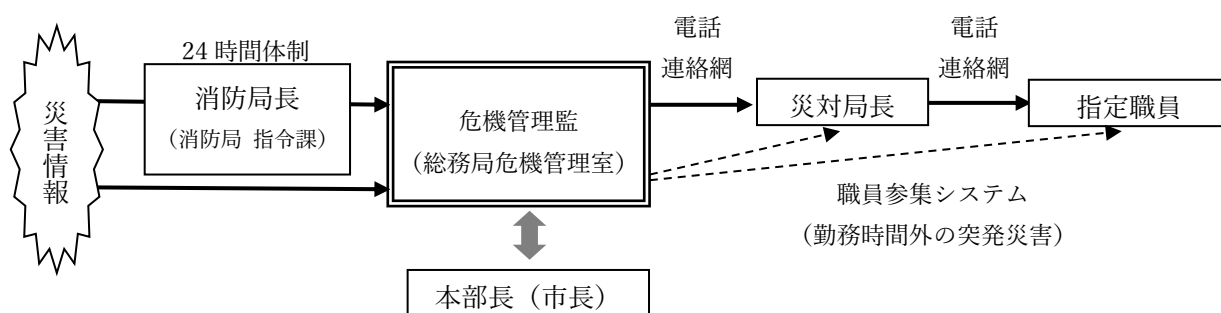 災害情報
24 時間体制
消防局長
（消防局 指令課）
危機管理監
（総務局危機管理室）
電話
連絡網
災対局長
電話
連絡網
指定職員
職員参集システム
（勤務時間外の突発災害）
本部長（市長）